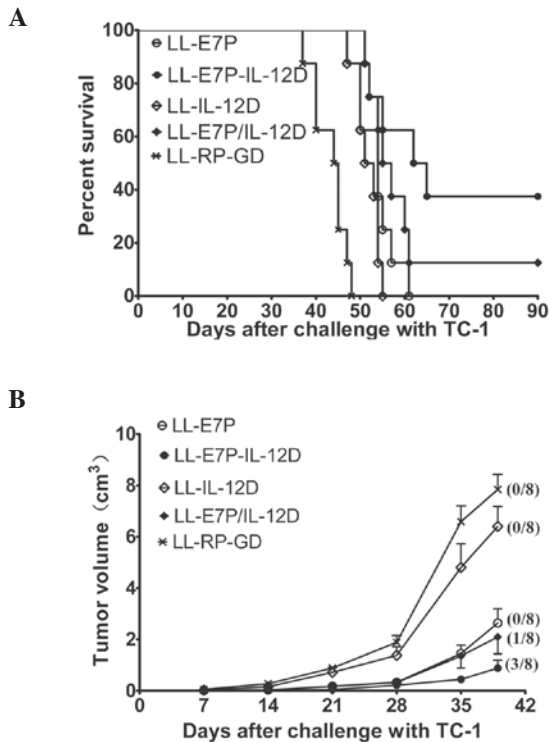 A
Percent survival
100
80
60
40
20
0
LL-E7P
LL-E7P-IL-12D
LL-IL-12D
LL-E7P/IL-12D
LL-RP-GD
0 10 20 30 40 50 60 70 80 90
Days after challenge with TC-1
B
Tumor volume (cm³)
10
8
6
4
2
0
LL-E7P
LL-E7P-IL-12D
LL-IL-12D
LL-E7P/IL-12D
LL-RP-GD
(0/8)
(0/8)
(0/8)
(1/8)
(3/8)
0 7 14 21 28 35 42
Days after challenge with TC-1